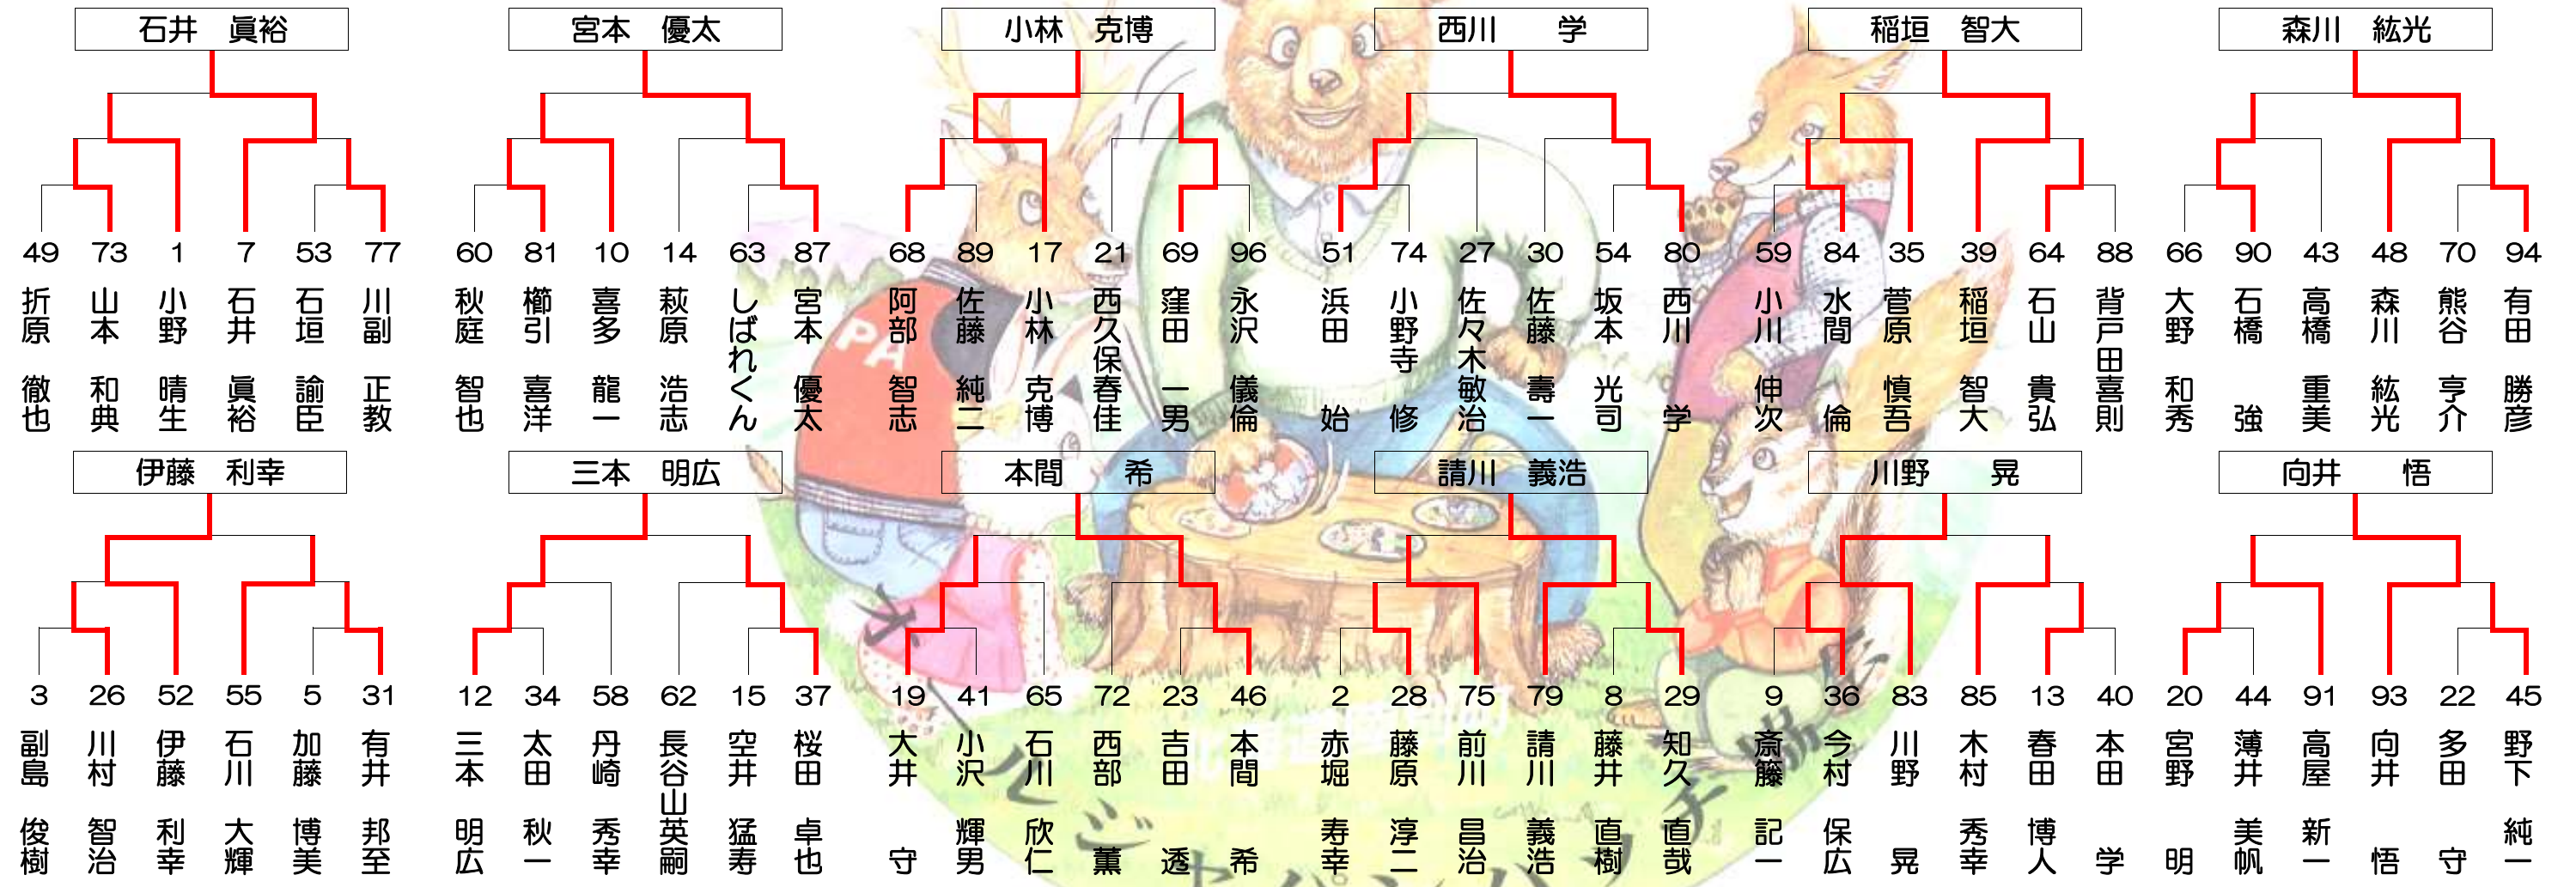 石井　眞裕
宮本　優太
小林　克博
西川　　学
稲垣　智大
森川　紘光
49 73 1 7 53 77
60 81 10 14 63 87
68 89 17 21 69 96
51 74 27 30 54 80
59 84 35 39 64 88
66 90 43 48 70 94
折原　徹也
山本　和典
小野　晴生
石井　眞裕
石垣　諭臣
川副　正教
秋庭　智也
櫛引　喜洋
喜多　龍一
萩原　浩志
しばれくん
宮本　優太
阿部　智志
佐藤　純二
小林　克博
西久保春佳
窪田　一男
永沢　儀倫
浜田　　始
小野寺　修
佐々木敏治
佐藤　壽一
坂本　光司
西川　　学
小川　伸次
水間　　倫
菅原　慎吾
稲垣　智大
石山　貴弘
背戸田喜則
大野　和秀
石橋　　強
高橋　重美
森川　紘光
熊谷　亨介
有田　勝彦
PA
伊藤　利幸
三本　明広
本間　　希
請川　義浩
川野　　晃
向井　　悟
3 26 52 55 5 31
12 34 58 62 15 37
19 41 65 72 23 46
2 28 75 79 8 29
9 36 83 85 13 40
20 44 91 93 22 45
副島　俊樹
川村　智治
伊藤　利幸
石川　大輝
加藤　博美
有井　邦至
三本　明広
太田　秋一
丹崎　秀幸
長谷山英嗣
空井　猛寿
桜田　卓也
大井　　守
小沢　輝男
石川　欣仁
西部　　薫
吉田　　透
本間　　希
赤堀　寿幸
藤原　淳二
前川　昌治
請川　義浩
藤井　直樹
知久　直哉
斎籐　記一
今村　保広
川野　　晃
木村　秀幸
春田　博人
本田　　学
宮野　　明
薄井　美帆
高屋　新一
向井　　悟
多田　　守
野下　純一